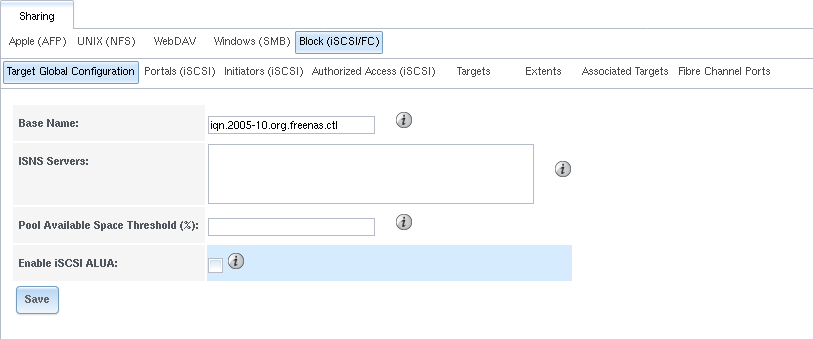 Sharing
Apple (AFP) UNIX (NFS) WebDAV Windows (SMB) Block (iSCSI/FC)
Target Global Configuration Portals (iSCSI) Initiators (iSCSI) Authorized Access (iSCSI) Targets Extents Associated Targets Fibre Channel Ports
Base Name: iqn.2005-10.org.freenas.ctl i
ISNS Servers: i
Pool Available Space Threshold (%): i
Enable iSCSI ALUA: i
Save